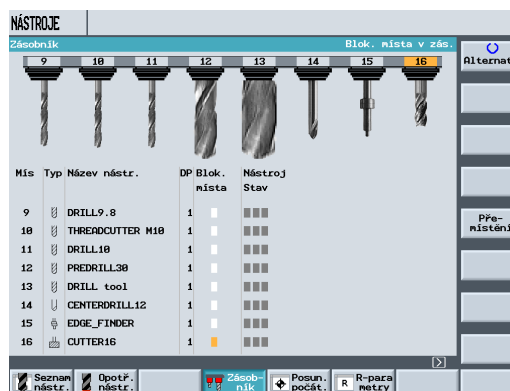 NÁSTROJE
Zásobník Blok. místa v zás.
9 10 11 12 13 14 15 16
Alternat
Mís Typ Název nástr. DP Blok. Nástroj
místa Stav
9 DRILL9.8 1
10 THREADCUTTER M10 1
11 DRILL10 1
12 PREDRILL30 1
13 DRILL tool 1
14 CENTERDRILL12 1
15 EDGE_FINDER 1
16 CUTTER16 1
Pře-
místění
Seznam Opotř. Zásob- Posun. R-para
nástr. nástr. ník počát. R metry